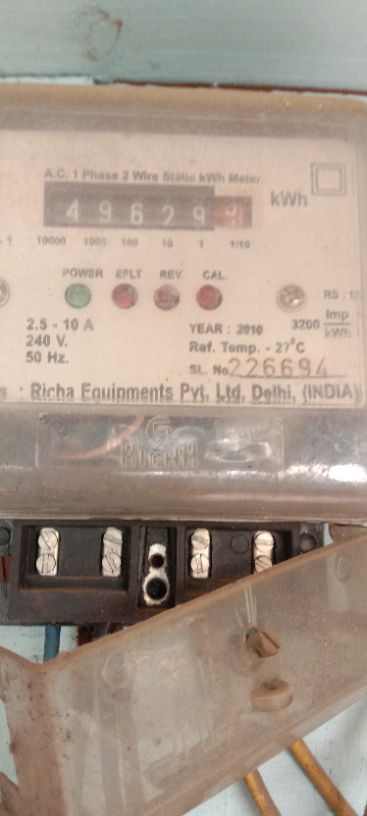 A.C. 1 Phase 2 Wire Static kWh Meter.
4 9 6 2 9 kWh
10000 1000 100 10 1 1/10
POWER EFLT REV. CAL.
2.5 - 10 A
240 V.
50 Hz.
YEAR : 2010
3200 Imp/kWh
Ref. Temp. - 27°C
SL. No. 226694
Richa Equipments Pvt. Ltd. Delhi, (INDIA)